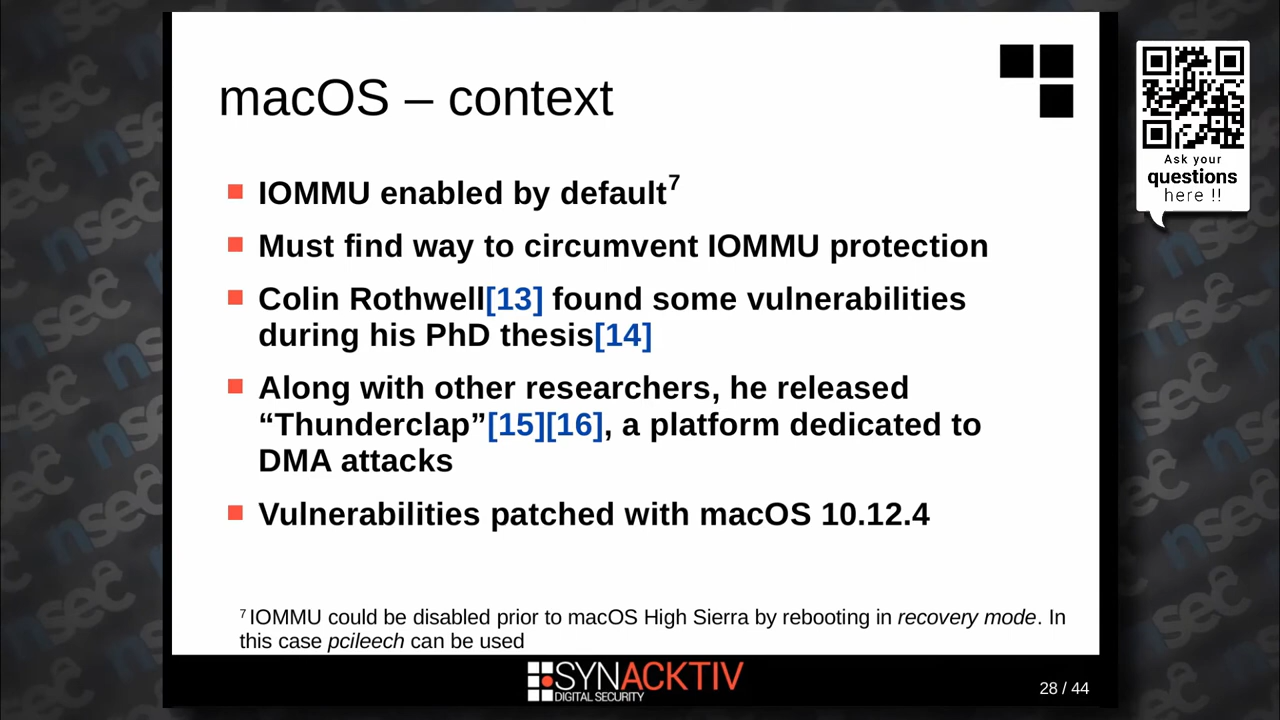 macOS – context
IOMMU enabled by default7
Must find way to circumvent IOMMU protection
Colin Rothwell[13] found some vulnerabilities
during his PhD thesis[14]
Along with other researchers, he released
“Thunderclap”[15][16], a platform dedicated to
DMA attacks
Vulnerabilities patched with macOS 10.12.4
7 IOMMU could be disabled prior to macOS High Sierra by rebooting in recovery mode. In
this case pcileech can be used
SYNACKTIV
DIGITAL SECURITY
28 / 44
Ask your
questions
here !!
nsec